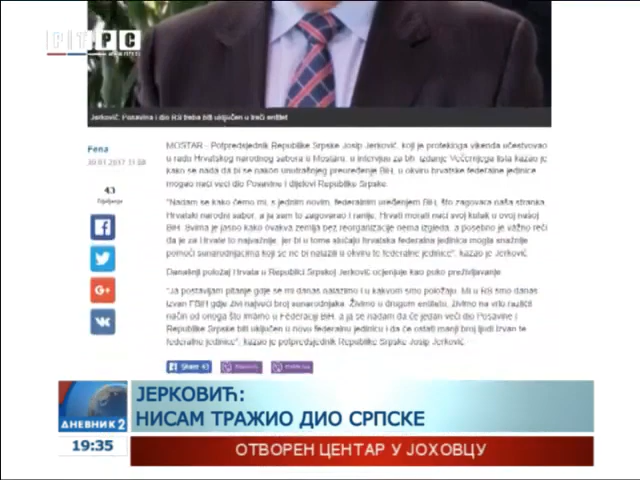 РТРС
Jerković: Posavina i dio RS treba biti uključen u treći entitet
Fena
30.01.2017 11:58
43
Dijeljenja
MOSTAR - Potpredsjednik Republike Srpske Josip Jerković, koji je protekloga vikenda učestvovao
u radu Hrvatskog narodnog sabora u Mostaru, u intervjuu za bh. izdanje Večernjega lista kazao je
kako se nada da bi se nakon unutrašnjeg preuređenje BiH, u okviru hrvatske federalne jedinice
mogao naći veći dio Posavine i dijelovi Republike Srpske.
"Nadam se kako ćemo mi, s jednim novim, federalnim uređenjem BiH, što zagovara naša stranka,
Hrvatski narodni sabor, a ja sam to zagovarao i ranije, Hrvati morati naći svoj kutak u ovoj našoj
BiH. Svima je jasno kako ovakva zemlja bez reorganizacije nema izgleda, a posebno je važno reći
da je za Hrvate to najvažnije, jer bi u tome slučaju hrvatska federalna jedinica mogla snažnije
pomoći sunarodnjacima koji se ne bi nalazili u okviru te federalne jedinice", kazao je Jerković.
Današnji položaj Hrvata u Republici Srpskoj Jerković ocjenjuje kao puko preživljavanje.
"Ja postavljam pitanje gdje se mi danas nalazimo i u kakvom smo položaju. Mi u RS smo danas
izvan FBiH gdje živi najveći broj sunarodnjaka. Živimo u drugom entitetu, živimo na vrlo različit
način od onoga što imamo u Federaciji BiH, a ja se nadam da će jedan veći dio Posavine i
Republike Srpske biti uključen u novu federalnu jedinicu i da će ostati manji broj ljudi izvan te
federalne jedinice", kazao je potpredsjednik Republike Srpske Josip Jerković.
Share 43
ЈЕРКОВИЋ:
НИСАМ ТРАЖИО ДИО СРПСКЕ
ДНЕВНИК 2
19:35
ОТВОРЕН ЦЕНТАР У ЈОХОВЦУ